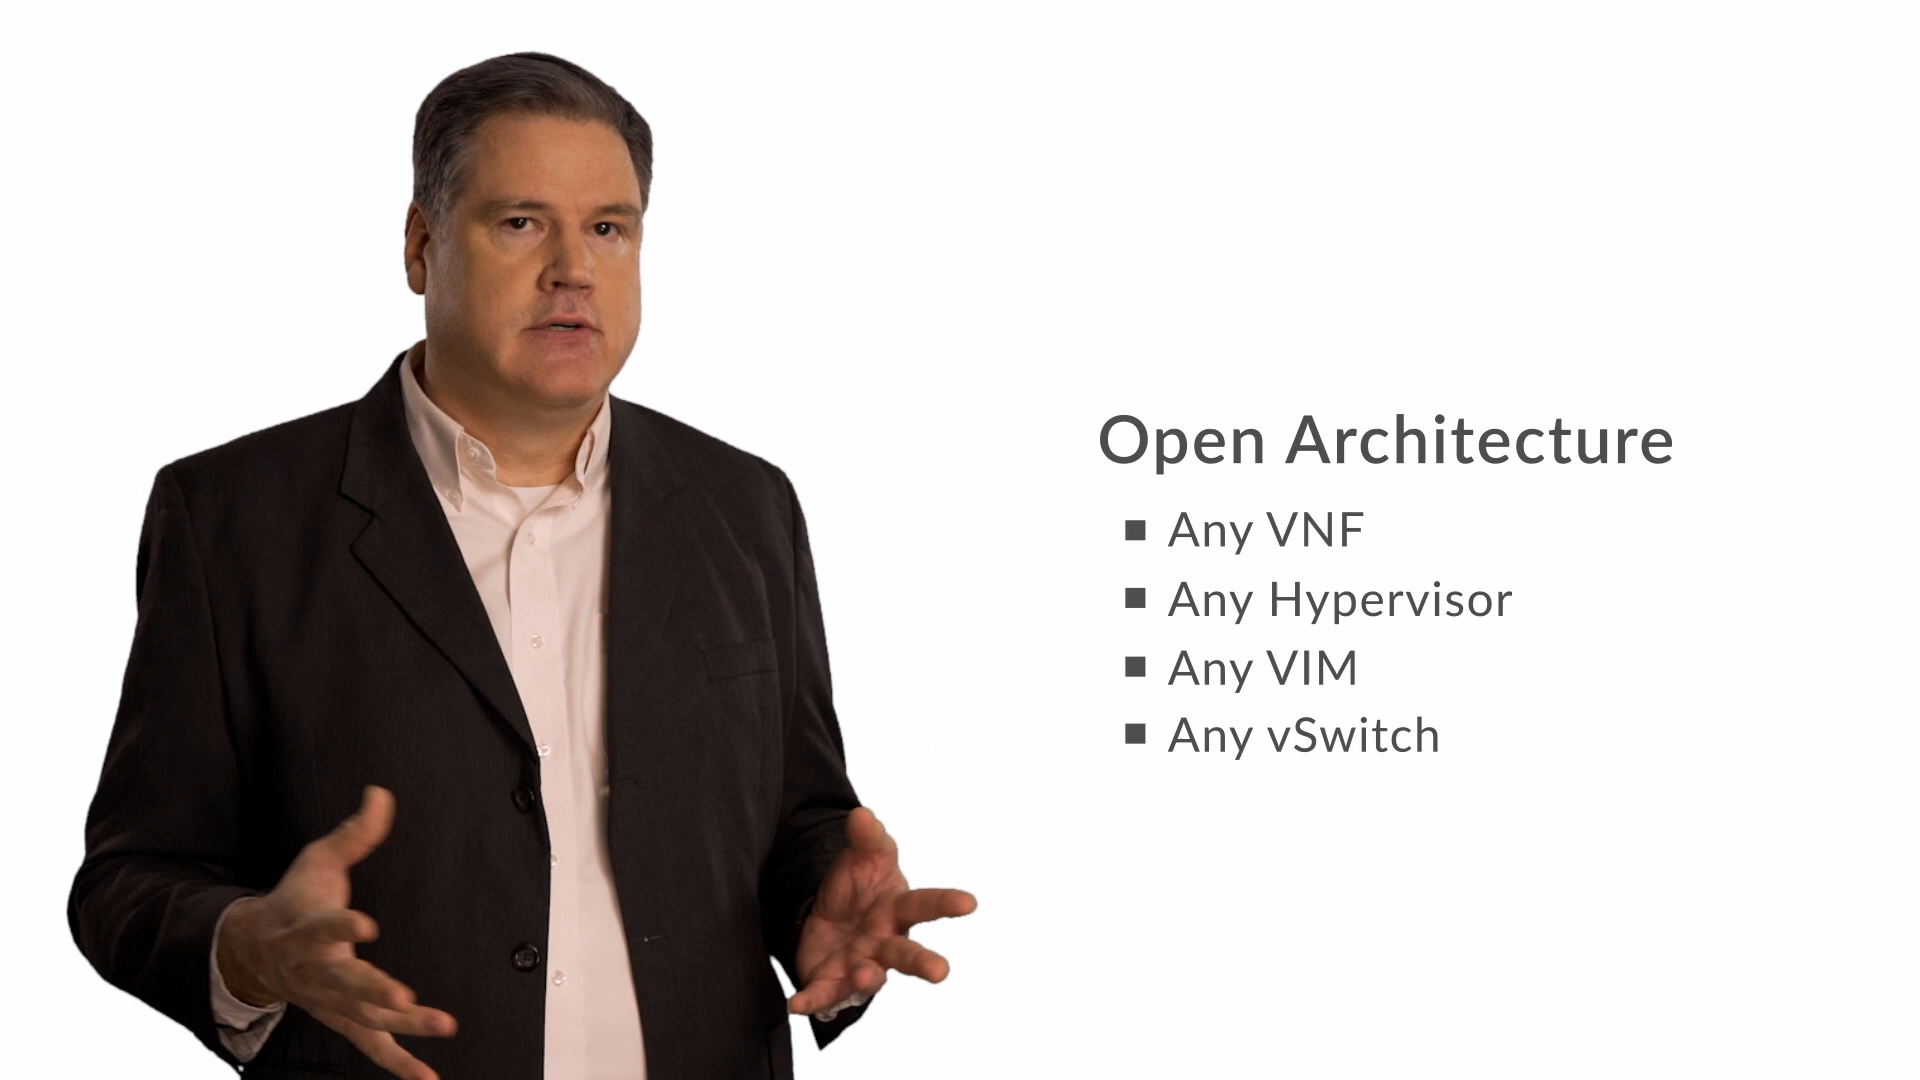 Open Architecture
Any VNF
Any Hypervisor
Any VIM
Any vSwitch